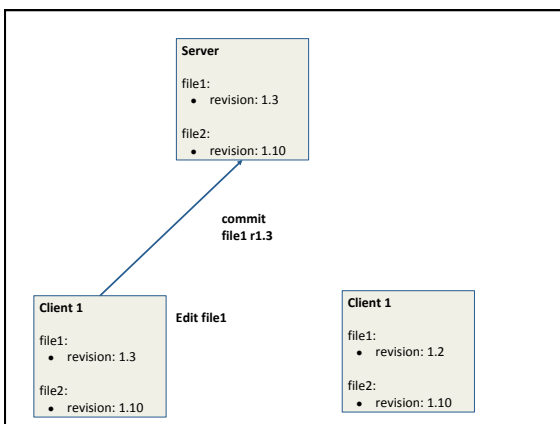 Server
file1:
• revision: 1.3
file2:
• revision: 1.10
commit
file1 r1.3
Client 1
file1:
• revision: 1.3
file2:
• revision: 1.10
Edit file1
Client 1
file1:
• revision: 1.2
file2:
• revision: 1.10